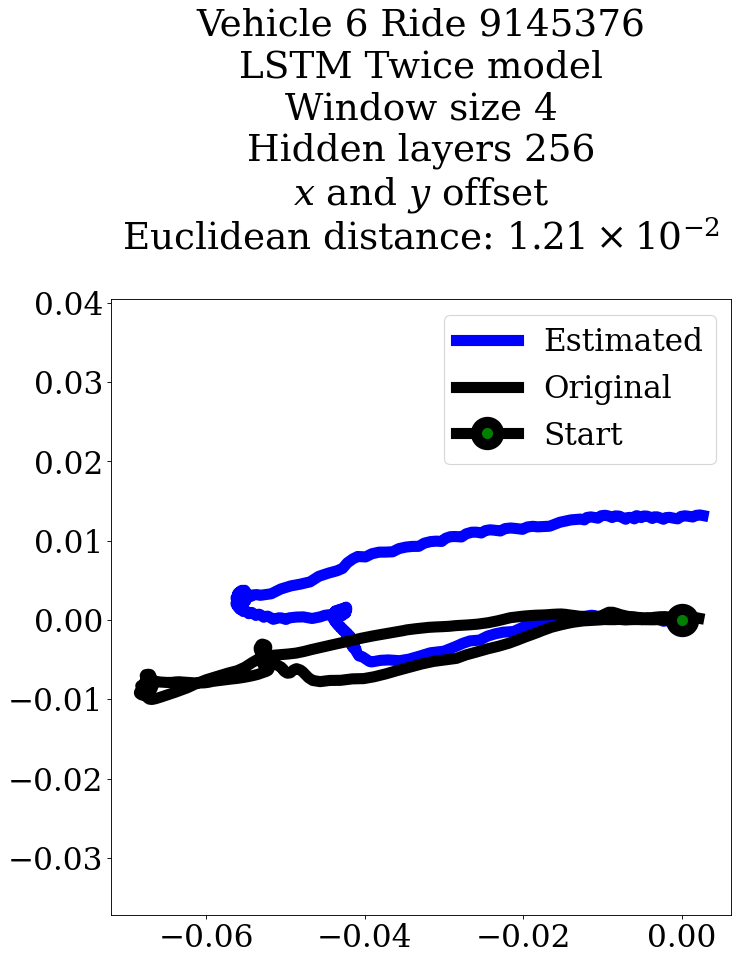 Vehicle 6 Ride 9145376
LSTM Twice model
Window size 4
Hidden layers 256
x and y offset
Euclidean distance: 1.21 × 10⁻²
Estimated
Original
Start
0.04
0.03
0.02
0.01
0.00
−0.01
−0.02
−0.03
−0.06 −0.04 −0.02 0.00